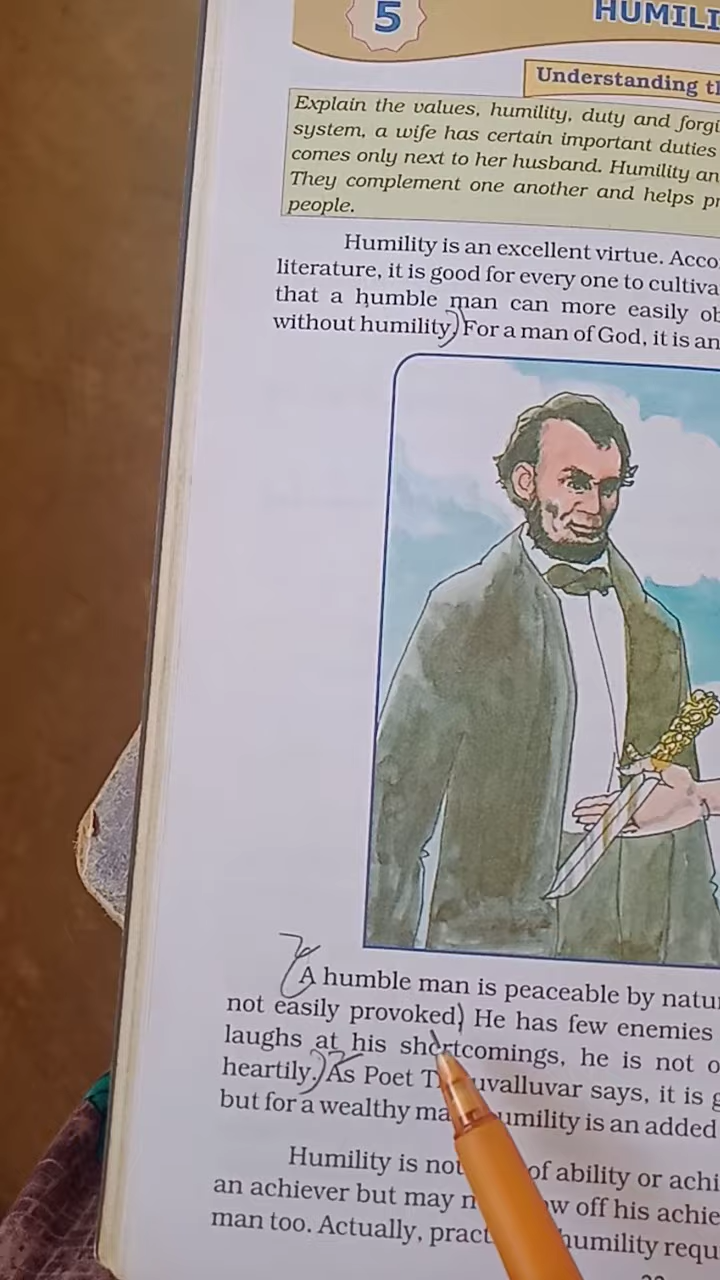 5
HUMILI
Understanding th
Explain the values, humility, duty and forgi
system, a wife has certain important duties
comes only next to her husband. Humility an
They complement one another and helps pr
people.
Humility is an excellent virtue. Acco
literature, it is good for every one to cultiva
that a humble man can more easily ob
without humility. For a man of God, it is an
A humble man is peaceable by natu
not easily provoked. He has few enemies
laughs at his shortcomings, he is not o
heartily. As Poet Thiruvalluvar says, it is g
but for a wealthy ma umility is an added
Humility is not of ability or achi
an achiever but may n ow off his achie
man too. Actually, pract humility requ